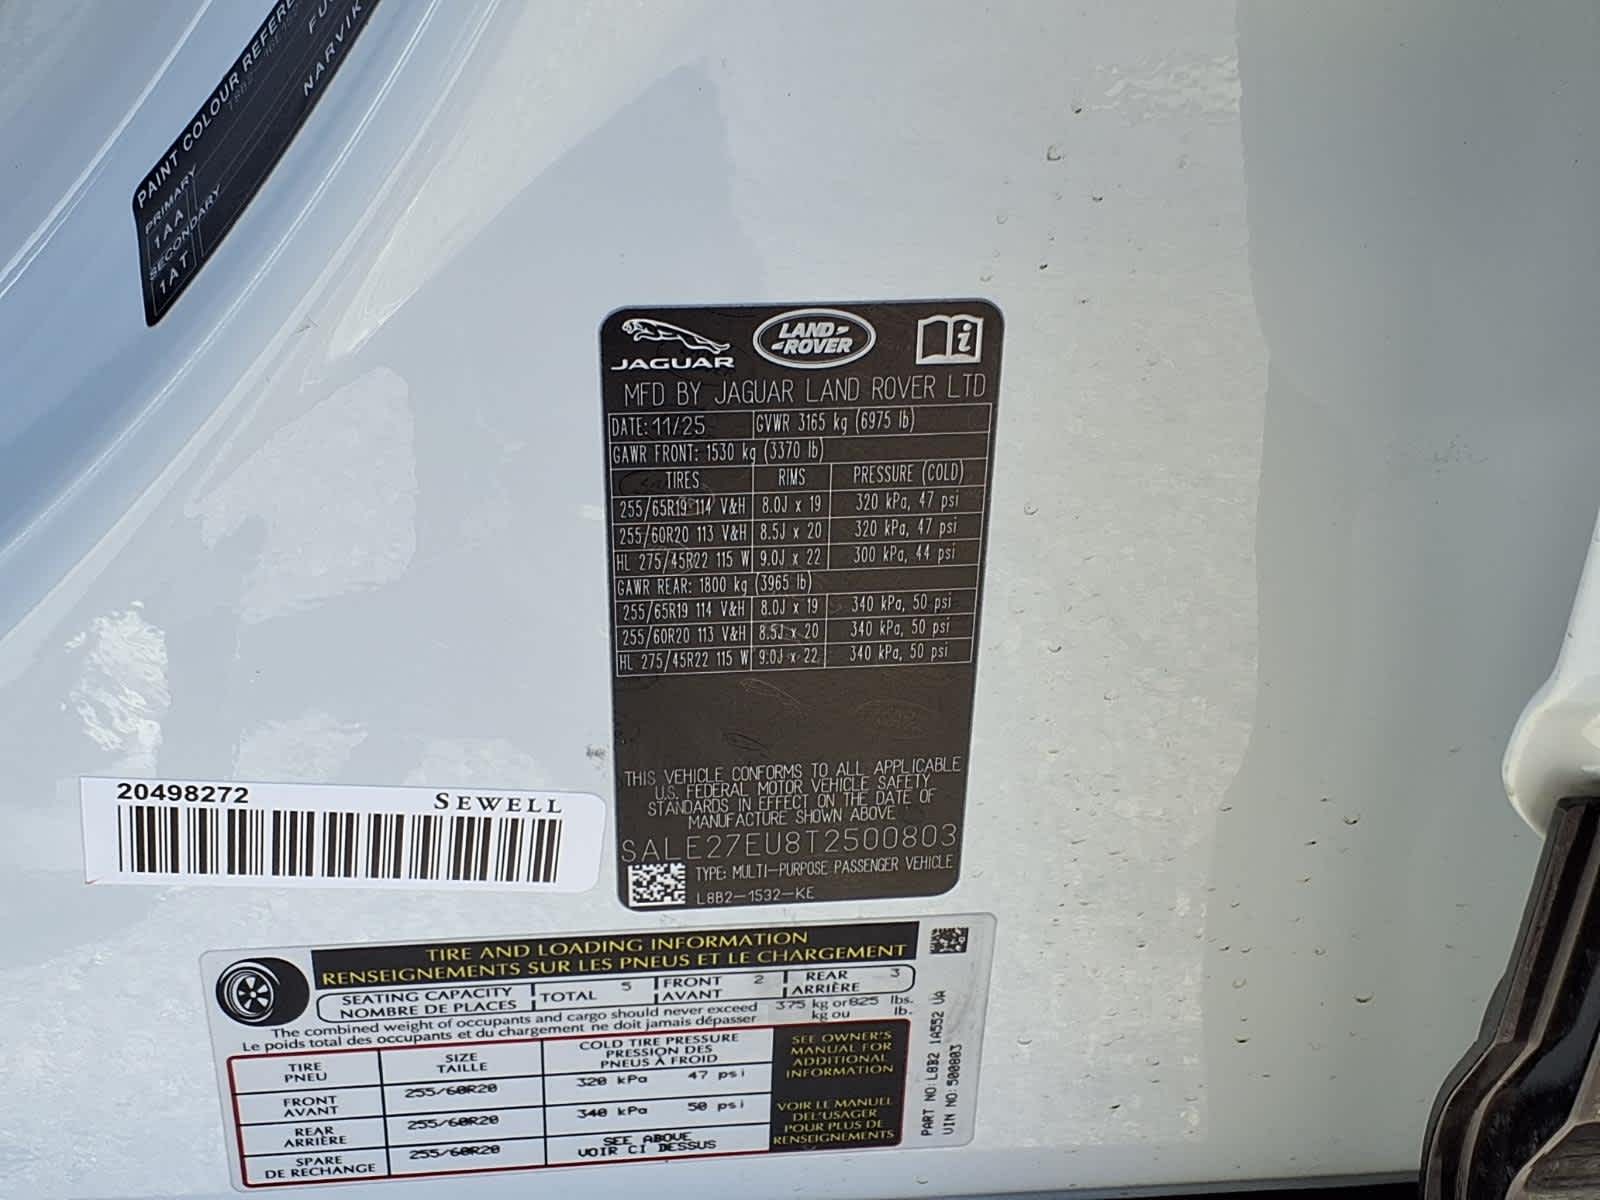 PAINT COLOUR REFERE
PRIMARY
1AA
SECONDARY
1AT
NARVIK
JAGUAR
LAND ROVER
MFD BY JAGUAR LAND ROVER LTD
DATE: 11/25 GVWR 3165 kg (6975 lb)
GAWR FRONT: 1530 kg (3370 lb)
TIRES RIMS PRESSURE (COLD)
255/65R19 114 V&H 8.0J x 19 320 kPa, 47 psi
255/60R20 113 V&H 8.5J x 20 320 kPa, 47 psi
HL 275/45R22 115 W 9.0J x 22 300 kPa, 44 psi
GAWR REAR: 1800 kg (3965 lb)
255/65R19 114 V&H 8.0J x 19 340 kPa, 50 psi
255/60R20 113 V&H 8.5J x 20 340 kPa, 50 psi
HL 275/45R22 115 W 9.0J x 22 340 kPa, 50 psi
THIS VEHICLE CONFORMS TO ALL APPLICABLE
U.S. FEDERAL MOTOR VEHICLE SAFETY
STANDARDS IN EFFECT ON THE DATE OF
MANUFACTURE SHOWN ABOVE
SALE27EU8T2500803
TYPE: MULTI-PURPOSE PASSENGER VEHICLE
L8B2-1532-KE
20498272 SEWELL
TIRE AND LOADING INFORMATION
RENSEIGNEMENTS SUR LES PNEUS ET LE CHARGEMENT
SEATING CAPACITY
NOMBRE DE PLACES
TOTAL 5
FRONT
AVANT 2
REAR
ARRIÈRE 3
The combined weight of occupants and cargo should never exceed 375 kg or 825 lbs.
Le poids total des occupants et du chargement ne doit jamais dépasser kg ou lb.
TIRE
PNEU
SIZE
TAILLE
COLD TIRE PRESSURE
PRESSION DES
PNEUS À FROID
FRONT
AVANT
255/60R20 320 kPa 47 psi
REAR
ARRIÈRE
255/60R20 340 kPa 50 psi
SPARE
DE RECHANGE
255/60R20
SEE ABOVE
VOIR CI DESSUS
SEE OWNER'S
MANUAL FOR
ADDITIONAL
INFORMATION
VOIR LE MANUEL
DE L'USAGER
POUR PLUS DE
RENSEIGNEMENTS
PART NO: L8B2 1A552 UA
VIN NO: 500803